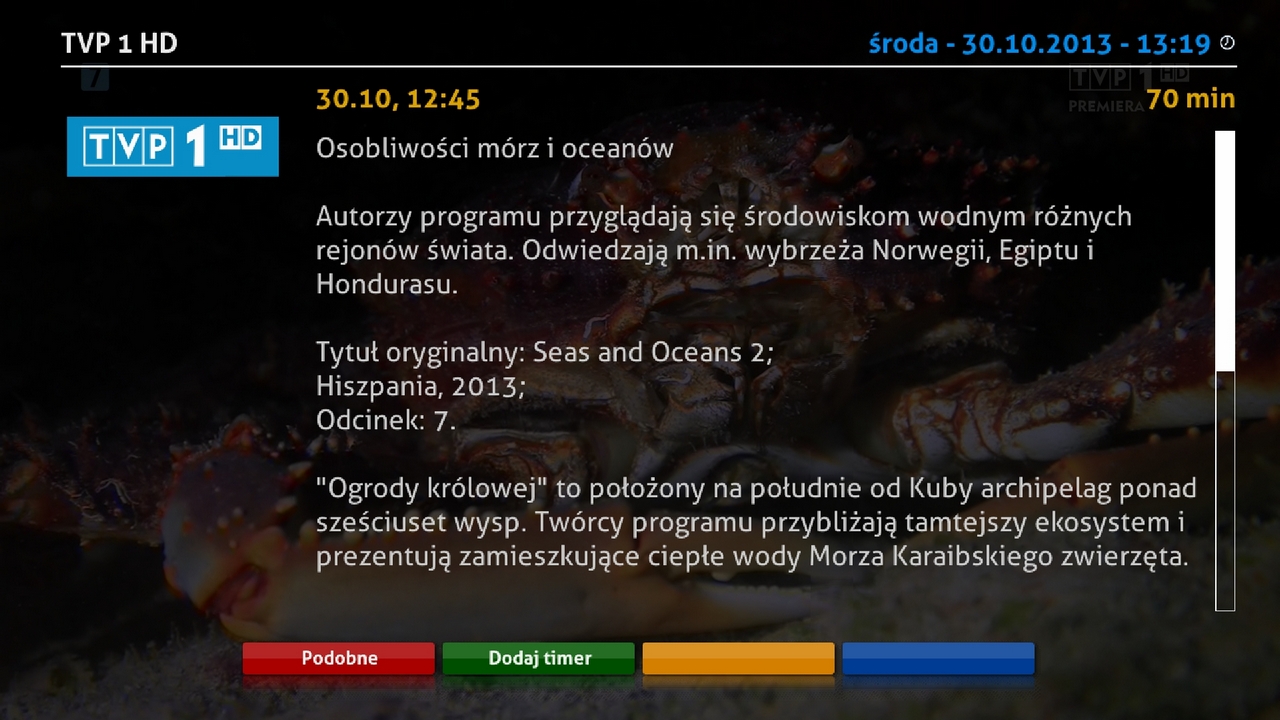 TVP 1 HD
środa - 30.10.2013 - 13:19
7
TVP 1 HD
PREMIERA
30.10, 12:45
70 min
TVP 1 HD
Osobliwości mórz i oceanów
Autorzy programu przyglądają się środowiskom wodnym różnych
rejonów świata. Odwiedzają m.in. wybrzeża Norwegii, Egiptu i
Hondurasu.
Tytuł oryginalny: Seas and Oceans 2;
Hiszpania, 2013;
Odcinek: 7.
"Ogrody królowej" to położony na południe od Kuby archipelag ponad
sześciuset wysp. Twórcy programu przybliżają tamtejszy ekosystem i
prezentują zamieszkujące ciepłe wody Morza Karaibskiego zwierzęta.
Podobne
Dodaj timer